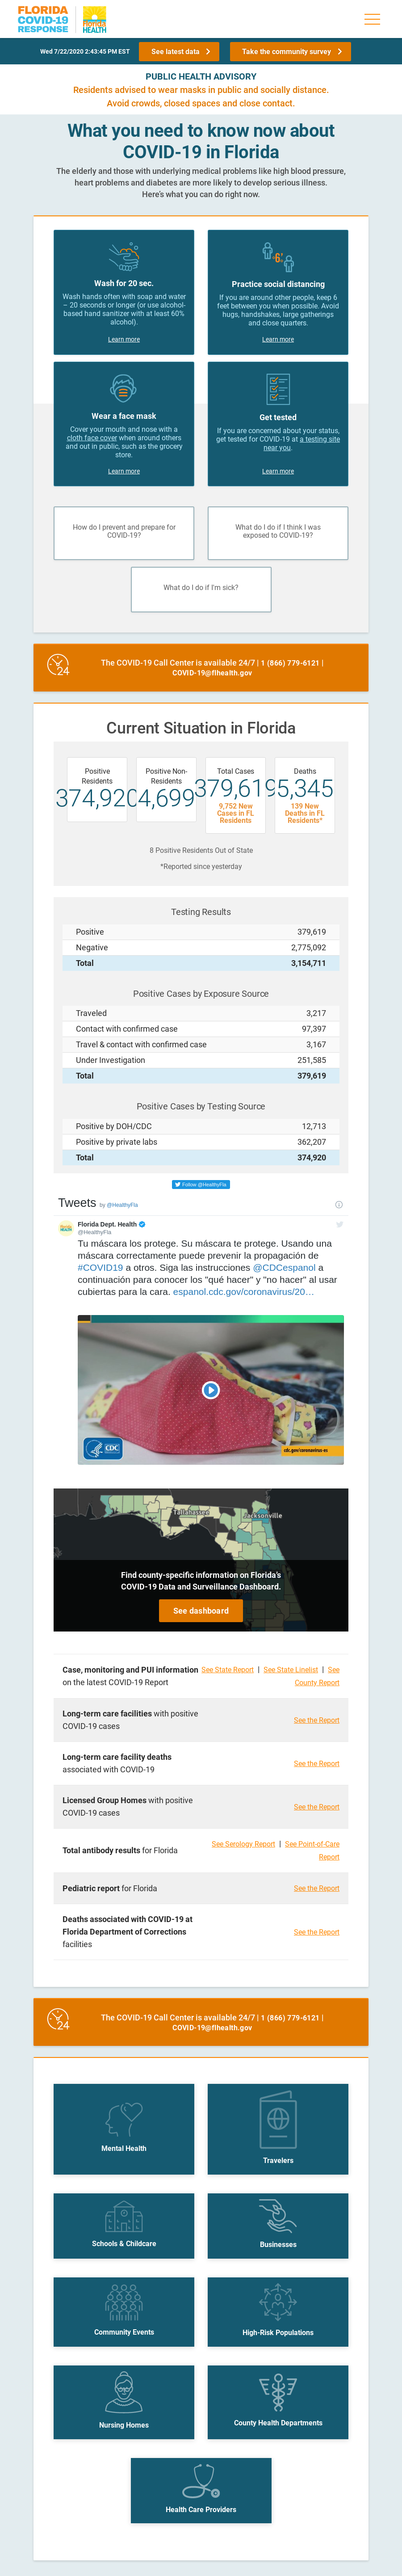 FLORIDA
COVID-19
RESPONSE
Florida
HEALTH
Wed 7/22/2020 2:43:45 PM EST
See latest data
Take the community survey
PUBLIC HEALTH ADVISORY
Residents advised to wear masks in public and socially distance.
Avoid crowds, closed spaces and close contact.
What you need to know now about
COVID-19 in Florida
The elderly and those with underlying medical problems like high blood pressure,
heart problems and diabetes are more likely to develop serious illness.
Here's what you can do right now.
Wash for 20 sec.
Wash hands often with soap and water
– 20 seconds or longer (or use alcohol-
based hand sanitizer with at least 60%
alcohol).
Learn more
6'
Practice social distancing
If you are around other people, keep 6
feet between you when possible. Avoid
hugs, handshakes, large gatherings
and close quarters.
Learn more
Wear a face mask
Cover your mouth and nose with a
cloth face cover when around others
and out in public, such as the grocery
store.
Learn more
Get tested
If you are concerned about your status,
get tested for COVID-19 at a testing site
near you.
Learn more
How do I prevent and prepare for
COVID-19?
What do I do if I think I was
exposed to COVID-19?
What do I do if I'm sick?
24
The COVID-19 Call Center is available 24/7 | 1 (866) 779-6121 |
COVID-19@flhealth.gov
Current Situation in Florida
Positive
Residents
374,920
Positive Non-
Residents
4,699
Total Cases
379,619
9,752 New
Cases in FL
Residents
Deaths
5,345
139 New
Deaths in FL
Residents*
8 Positive Residents Out of State
*Reported since yesterday
Testing Results
Positive 379,619
Negative 2,775,092
Total 3,154,711
Positive Cases by Exposure Source
Traveled 3,217
Contact with confirmed case 97,397
Travel & contact with confirmed case 3,167
Under Investigation 251,585
Total 379,619
Positive Cases by Testing Source
Positive by DOH/CDC 12,713
Positive by private labs 362,207
Total 374,920
Follow @HealthyFla
Tweets by @HealthyFla
Florida Dept. Health
@HealthyFla
Tu máscara los protege. Su máscara te protege. Usando una
máscara correctamente puede prevenir la propagación de
#COVID19 a otros. Siga las instrucciones @CDCespanol a
continuación para conocer los "qué hacer" y "no hacer" al usar
cubiertas para la cara. espanol.cdc.gov/coronavirus/20…
CDC
cdc.gov/coronavirus-es
Tallahassee
Jacksonville
Find county-specific information on Florida's
COVID-19 Data and Surveillance Dashboard.
See dashboard
Case, monitoring and PUI information
on the latest COVID-19 Report
See State Report | See State Linelist | See
County Report
Long-term care facilities with positive
COVID-19 cases
See the Report
Long-term care facility deaths
associated with COVID-19
See the Report
Licensed Group Homes with positive
COVID-19 cases
See the Report
Total antibody results for Florida
See Serology Report | See Point-of-Care
Report
Pediatric report for Florida
See the Report
Deaths associated with COVID-19 at
Florida Department of Corrections
facilities
See the Report
24
The COVID-19 Call Center is available 24/7 | 1 (866) 779-6121 |
COVID-19@flhealth.gov
Mental Health
Travelers
Schools & Childcare
Businesses
Community Events
High-Risk Populations
Nursing Homes
County Health Departments
Health Care Providers